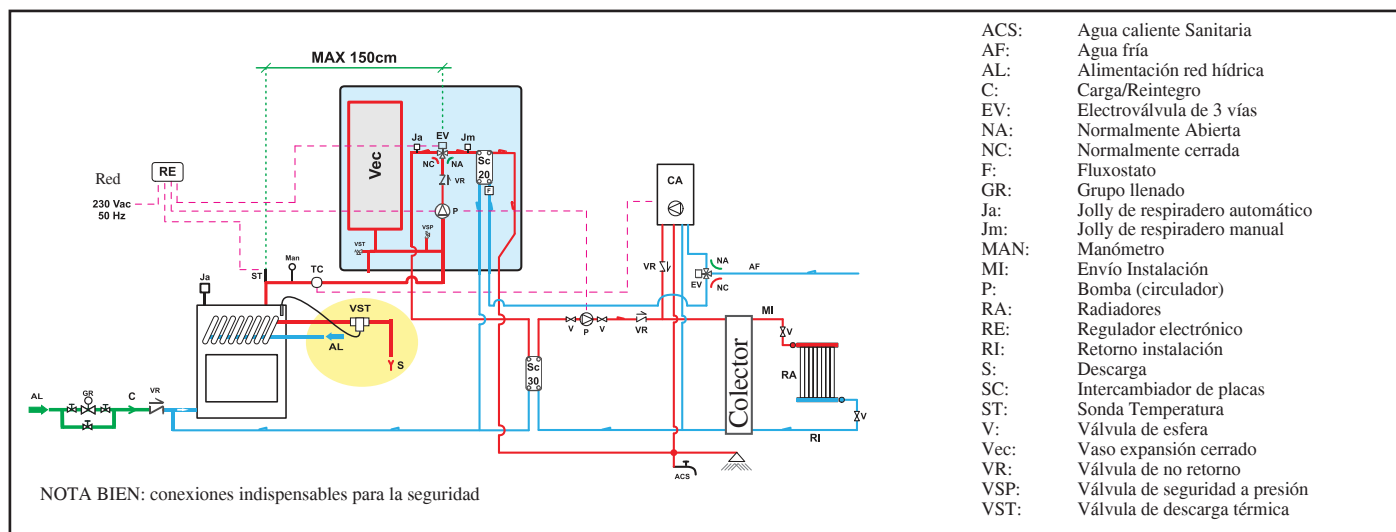 MAX 150cm
Ja
EV
Jm
NC
NA
Sc
20
F
Vec
VR
P
VSP
VST
Red
230 Vac
50 Hz
RE
CA
NA
EV
NC
AF
VR
Man
TC
ST
Ja
VST
AL
S
V
P
V
VR
MI
V
Colector
RA
Sc
30
V
RI
AL
GR
C
VR
ACS
NOTA BIEN: conexiones indispensables para la seguridad
ACS: Agua caliente Sanitaria
AF: Agua fría
AL: Alimentación red hídrica
C: Carga/Reintegro
EV: Electroválvula de 3 vías
NA: Normalmente Abierta
NC: Normalmente cerrada
F: Fluxostato
GR: Grupo llenado
Ja: Jolly de respiradero automático
Jm: Jolly de respiradero manual
MAN: Manómetro
MI: Envío Instalación
P: Bomba (circulador)
RA: Radiadores
RE: Regulador electrónico
RI: Retorno instalación
S: Descarga
SC: Intercambiador de placas
ST: Sonda Temperatura
V: Válvula de esfera
Vec: Vaso expansión cerrado
VR: Válvula de no retorno
VSP: Válvula de seguridad a presión
VST: Válvula de descarga térmica